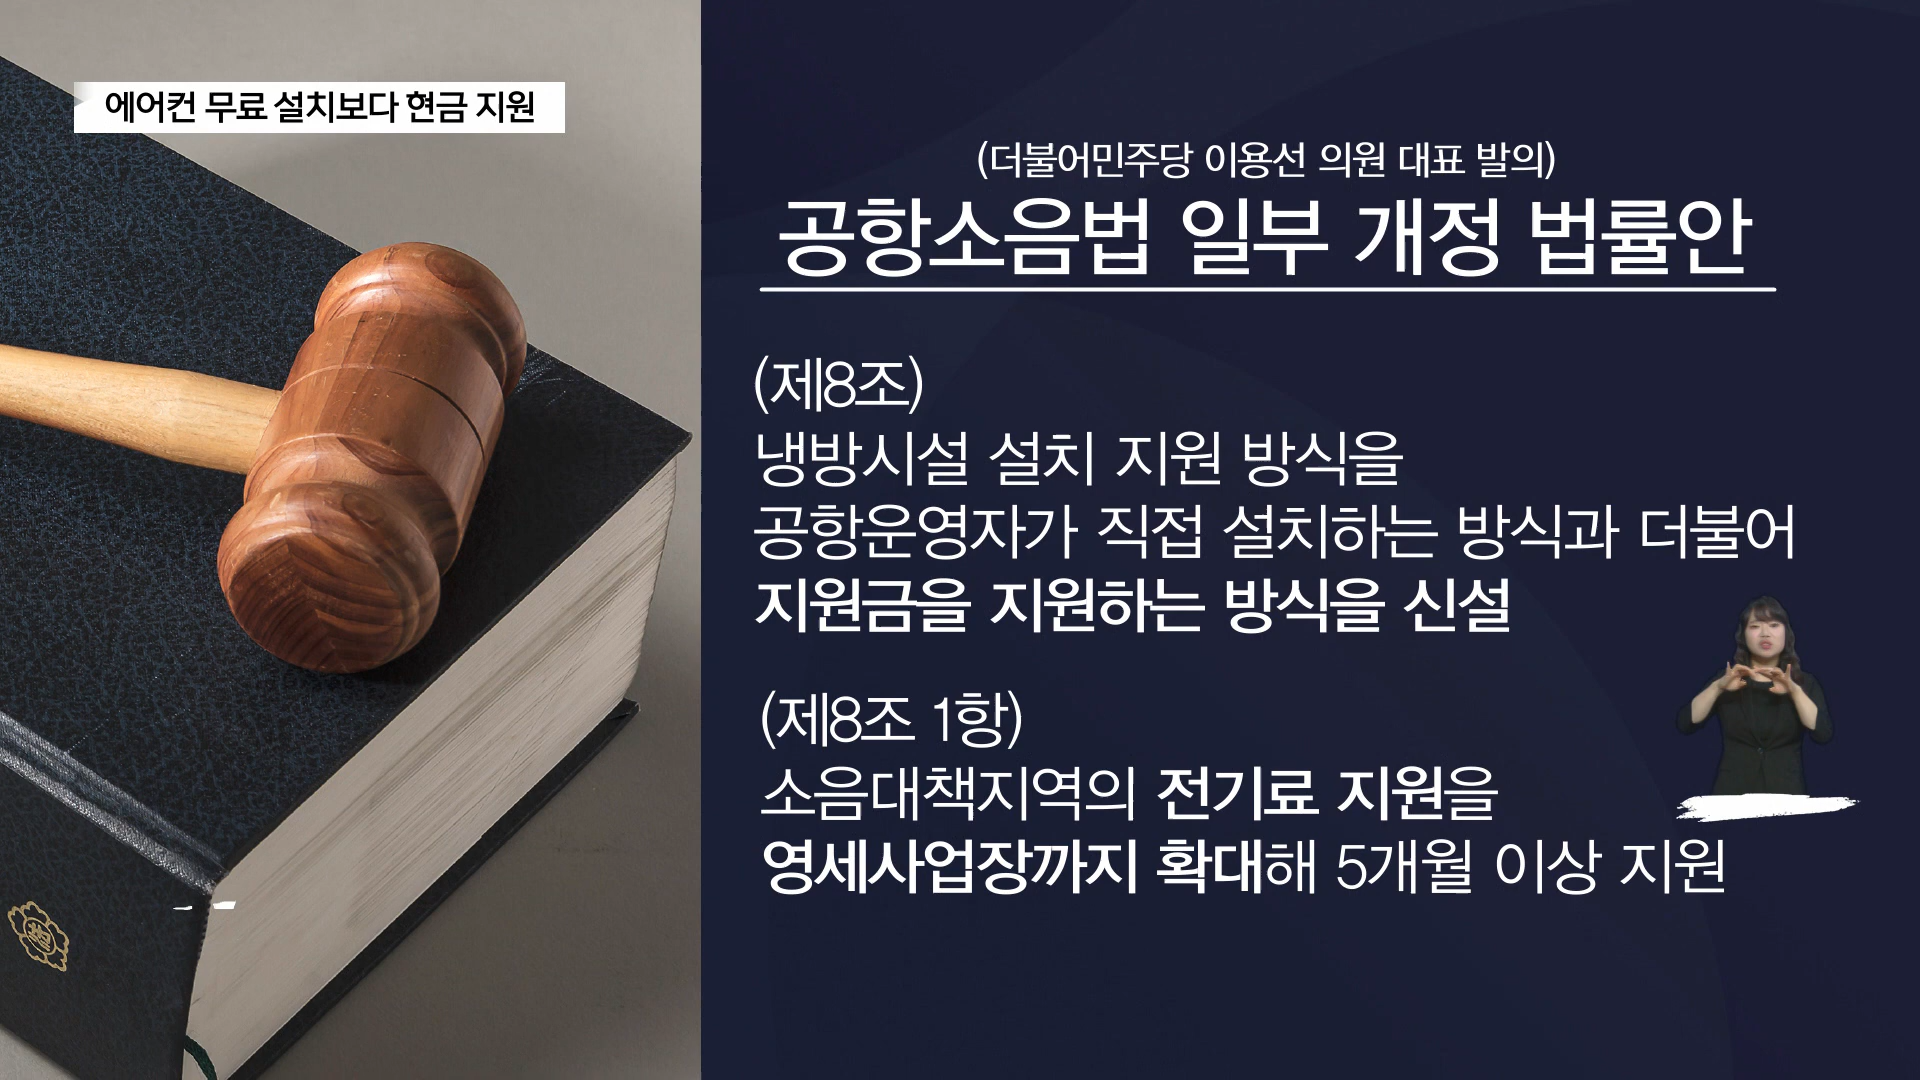 에어컨 무료 설치보다 현금 지원
(더불어민주당 이용선 의원 대표 발의)
공항소음법 일부 개정 법률안
(제8조)
냉방시설 설치 지원 방식을
공항운영자가 직접 설치하는 방식과 더불어
지원금을 지원하는 방식을 신설
(제8조 1항)
소음대책지역의 전기료 지원을
영세사업장까지 확대해 5개월 이상 지원